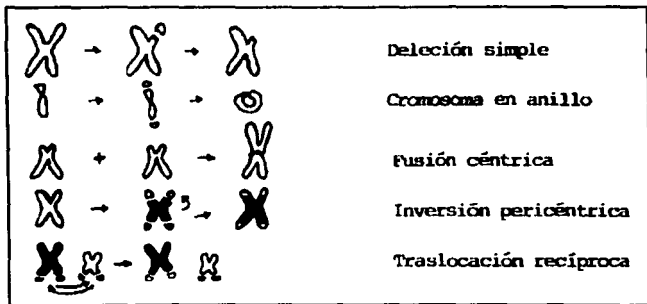 Deleción simple
Cromosoma en anillo
Fusión céntrica
Inversión pericéntrica
Traslocación recíproca